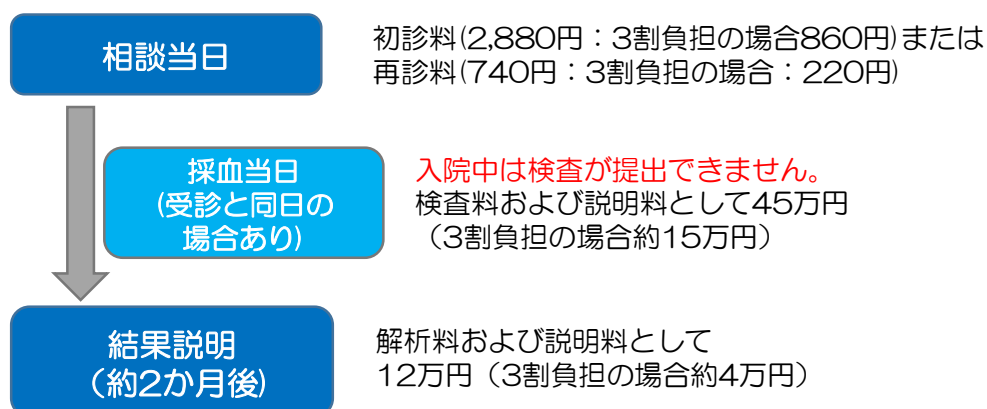 相談当日
初診料(2,880円：3割負担の場合860円)または
再診料(740円：3割負担の場合：220円)
採血当日
(受診と同日の
場合あり)
入院中は検査が提出できません。
検査料および説明料として45万円
（3割負担の場合約15万円）
結果説明
（約2か月後)
解析料および説明料として
12万円（3割負担の場合約4万円）